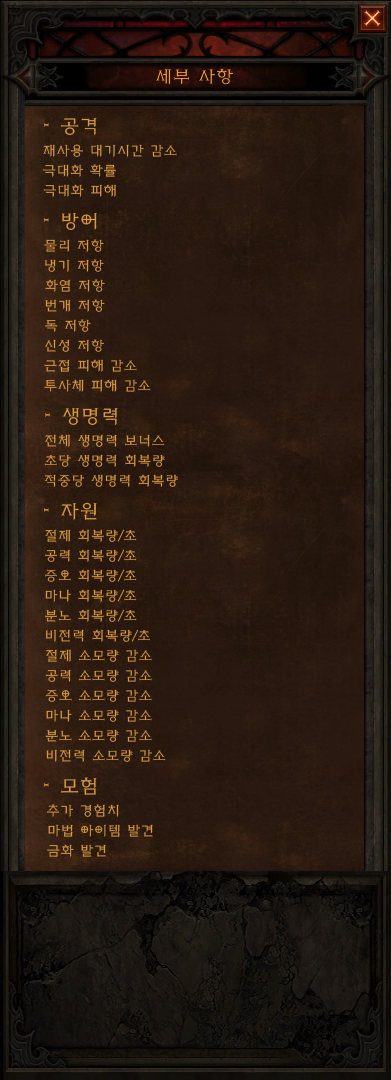 세부 사항
- 공격
재사용 대기시간 감소
극대화 확률
극대화 피해
- 방어
물리 저항
냉기 저항
화염 저항
번개 저항
독 저항
신성 저항
근접 피해 감소
투사체 피해 감소
- 생명력
전체 생명력 보너스
초당 생명력 회복량
적중당 생명력 회복량
- 자원
절제 회복량/초
공력 회복량/초
증오 회복량/초
마나 회복량/초
분노 회복량/초
비전력 회복량/초
절제 소모량 감소
공력 소모량 감소
증오 소모량 감소
마나 소모량 감소
분노 소모량 감소
비전력 소모량 감소
- 모험
추가 경험치
마법 아이템 발견
금화 발견